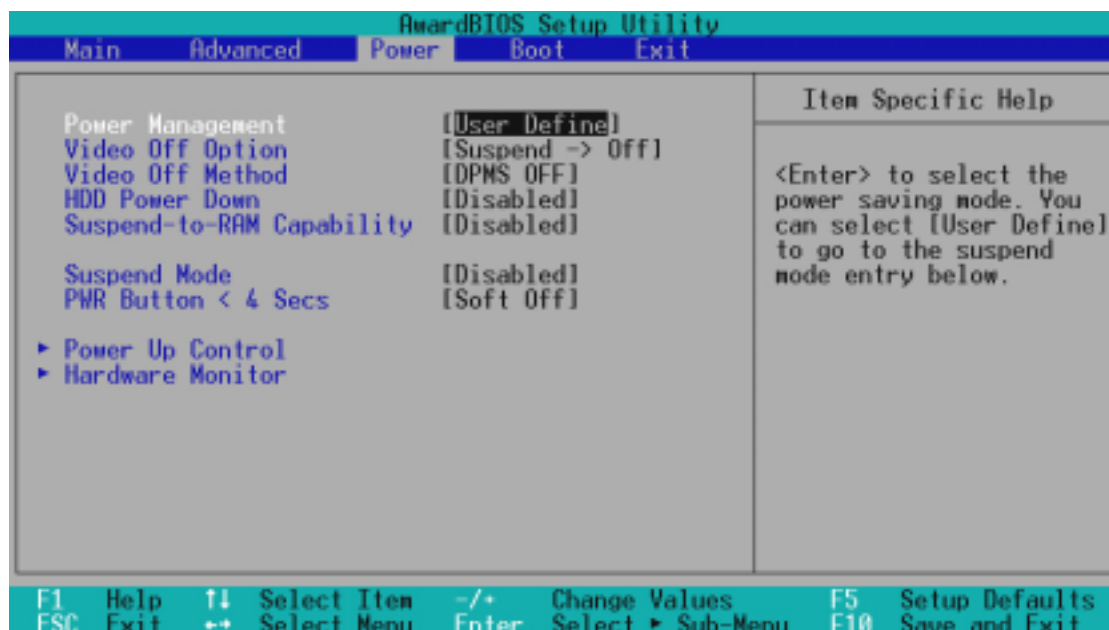 AwardBIOS Setup Utility
Main Advanced Power Boot Exit
Power Management [User Define]
Video Off Option [Suspend -> Off]
Video Off Method [DPMS OFF]
HDD Power Down [Disabled]
Suspend-to-RAM Capability [Disabled]
Suspend Mode [Disabled]
PWR Button < 4 Secs [Soft Off]
▶ Power Up Control
▶ Hardware Monitor
Item Specific Help
<Enter> to select the
power saving mode. You
can select [User Define]
to go to the suspend
mode entry below.
F1 Help ↑↓ Select Item -/+ Change Values F5 Setup Defaults
ESC Exit ←→ Select Menu Enter Select ▶ Sub-Menu F10 Save and Exit